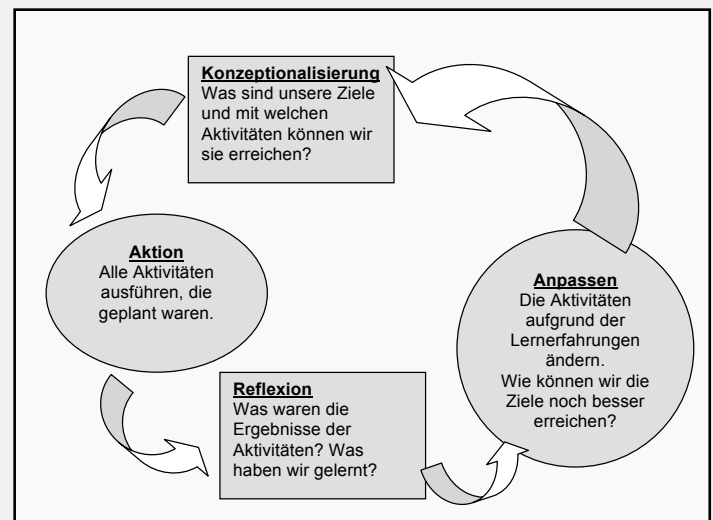 Konzeptionalisierung
Was sind unsere Ziele
und mit welchen
Aktivitäten können wir
sie erreichen?
Aktion
Alle Aktivitäten
ausführen, die
geplant waren.
Reflexion
Was waren die
Ergebnisse der
Aktivitäten? Was
haben wir gelernt?
Anpassen
Die Aktivitäten
aufgrund der
Lernerfahrungen
ändern.
Wie können wir die
Ziele noch besser
erreichen?